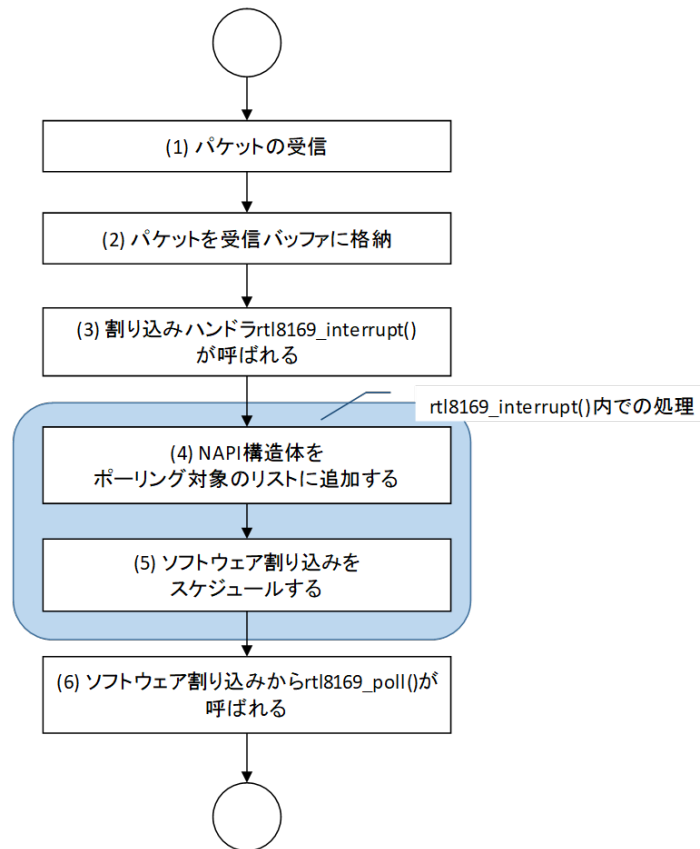 (1) パケットの受信
(2) パケットを受信バッファに格納
(3) 割り込みハンドラrtl8169_interrupt()
が呼ばれる
rtl8169_interrupt()内での処理
(4) NAPI構造体を
ポーリング対象のリストに追加する
(5) ソフトウェア割り込みを
スケジュールする
(6) ソフトウェア割り込みからrtl8169_poll()が
呼ばれる